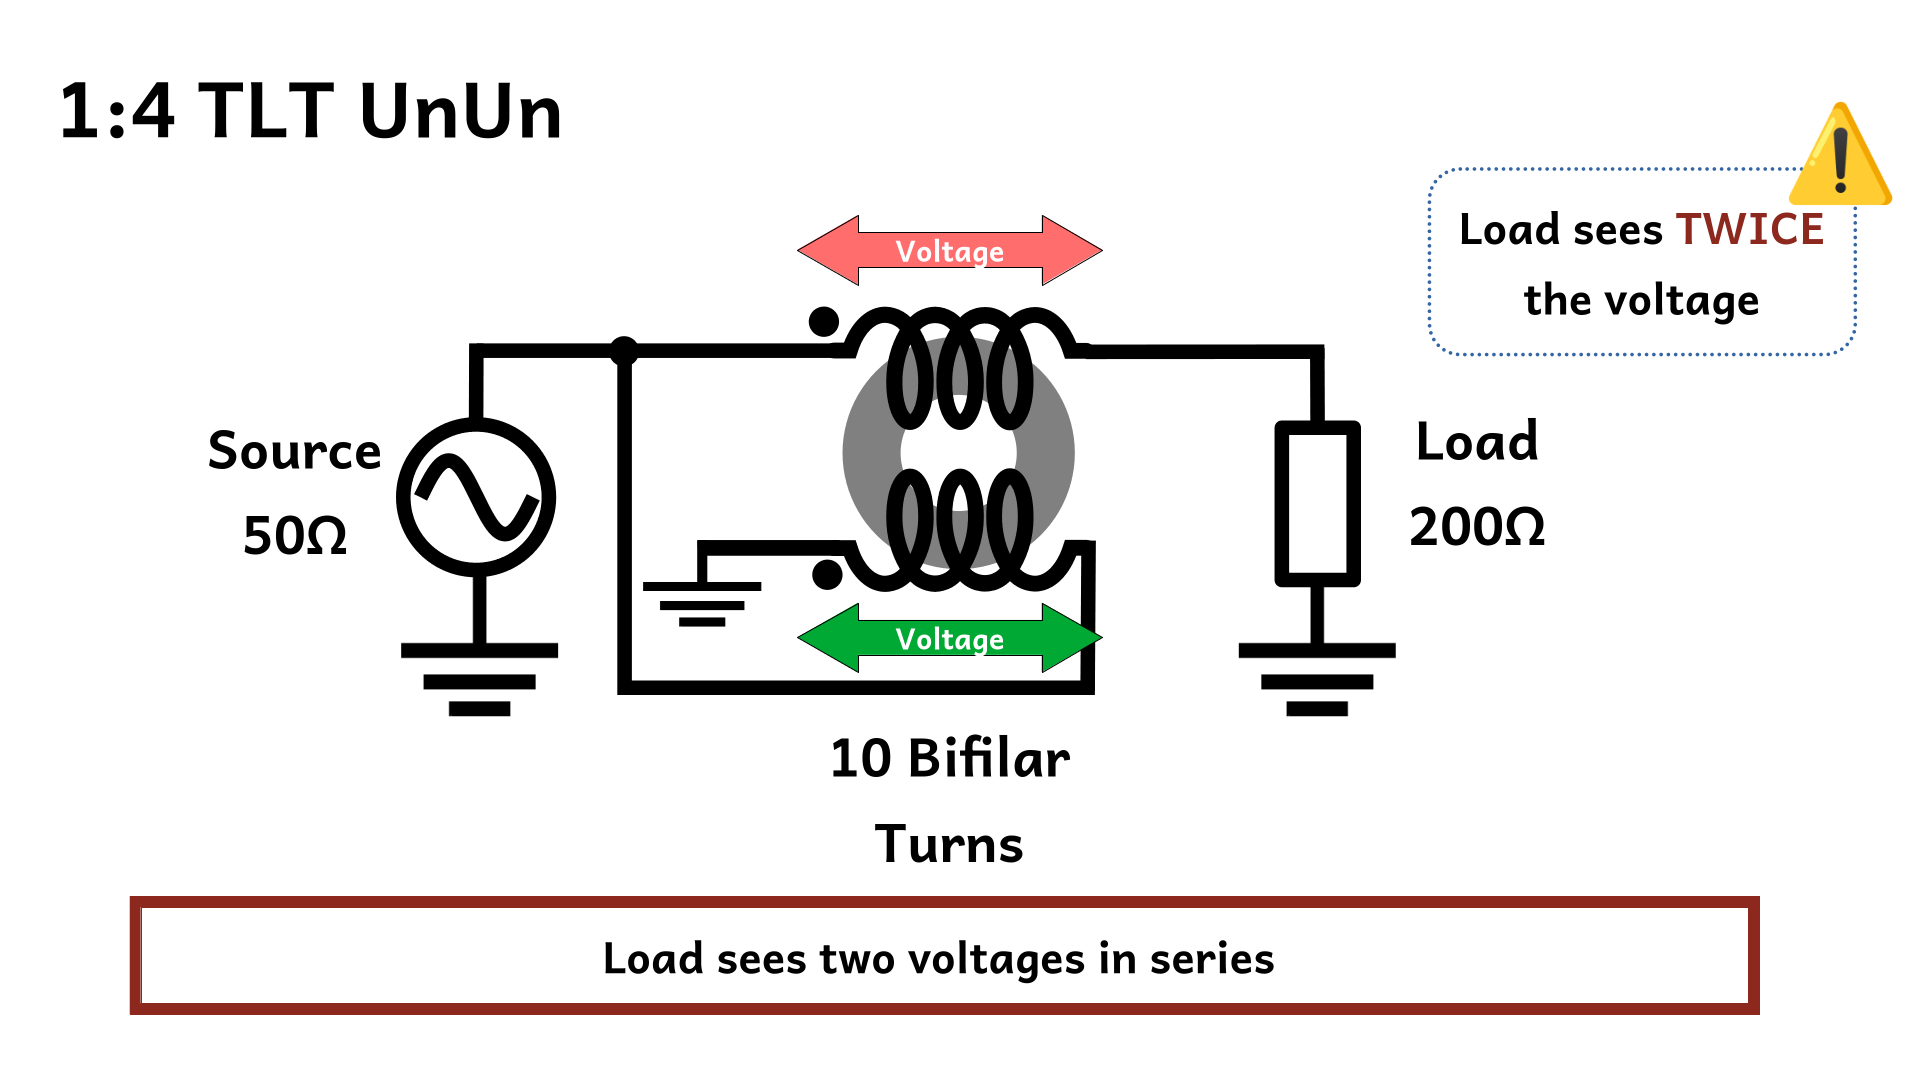 1:4 TLT UnUn
Load sees TWICE
the voltage
Voltage
Source
50Ω
Load
200Ω
Voltage
10 Bifilar
Turns
Load sees two voltages in series